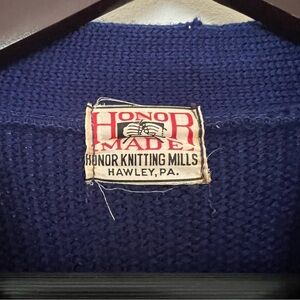 HONOR
MADE
HONOR KNITTING MILLS
HAWLEY, PA.